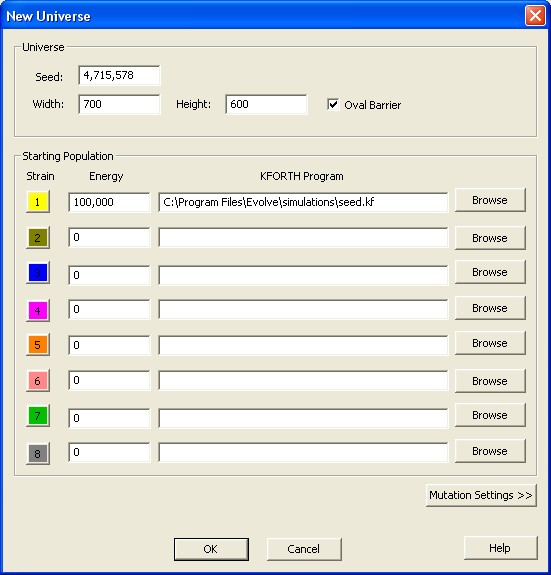 New Universe
Universe
Seed: 4,715,578
Width: 700 Height: 600 Oval Barrier
Starting Population
Strain Energy KFORTH Program
1 100,000 C:\Program Files\Evolve\simulations\seed.kf Browse
2 0 Browse
3 0 Browse
4 0 Browse
5 0 Browse
6 0 Browse
7 0 Browse
8 0 Browse
Mutation Settings >>
OK Cancel Help